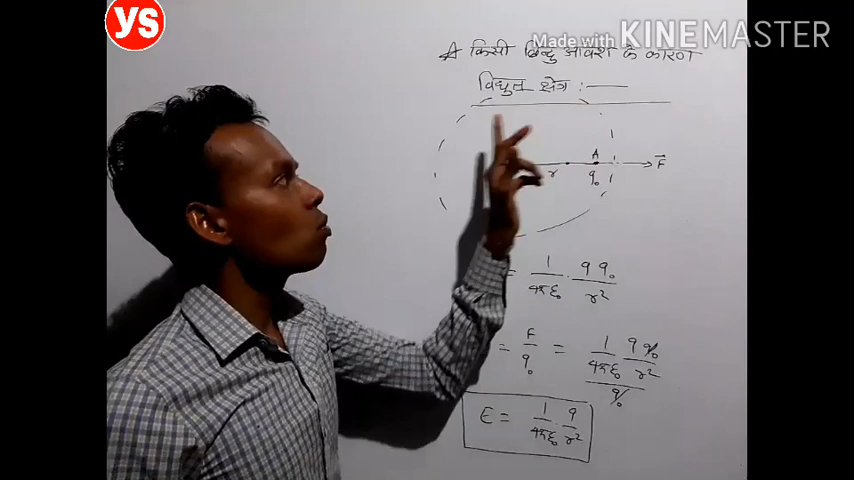 YS
Made with KINEMASTER
A किसी बिन्दु आवेश के कारण
विद्युत क्षेत्र :—
A
r q₀ F⃗
= 1/4πε₀ · q q₀/r²
= F/q₀ = (1/4πε₀ q q₀/r²)/q₀
E = 1/4πε₀ · q/r²